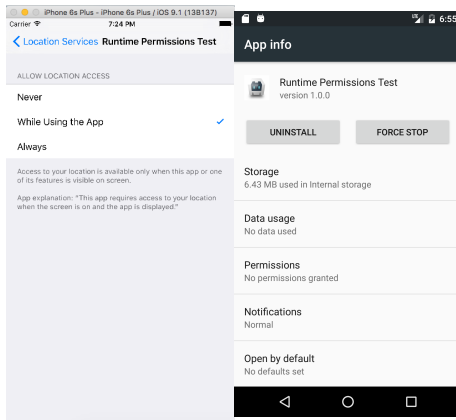 iPhone 6s Plus - iPhone 6s Plus / iOS 9.1 (13B137)
Carrier 7:24 PM
Location Services Runtime Permissions Test
ALLOW LOCATION ACCESS
Never
While Using the App
Always
Access to your location is available only when this app or one
of its features is visible on screen.
App explanation: "This app requires access to your location
when the screen is on and the app is displayed."
6:55
App info
Runtime Permissions Test
version 1.0.0
UNINSTALL FORCE STOP
Storage
6.43 MB used in Internal storage
Data usage
No data used
Permissions
No permissions granted
Notifications
Normal
Open by default
No defaults set